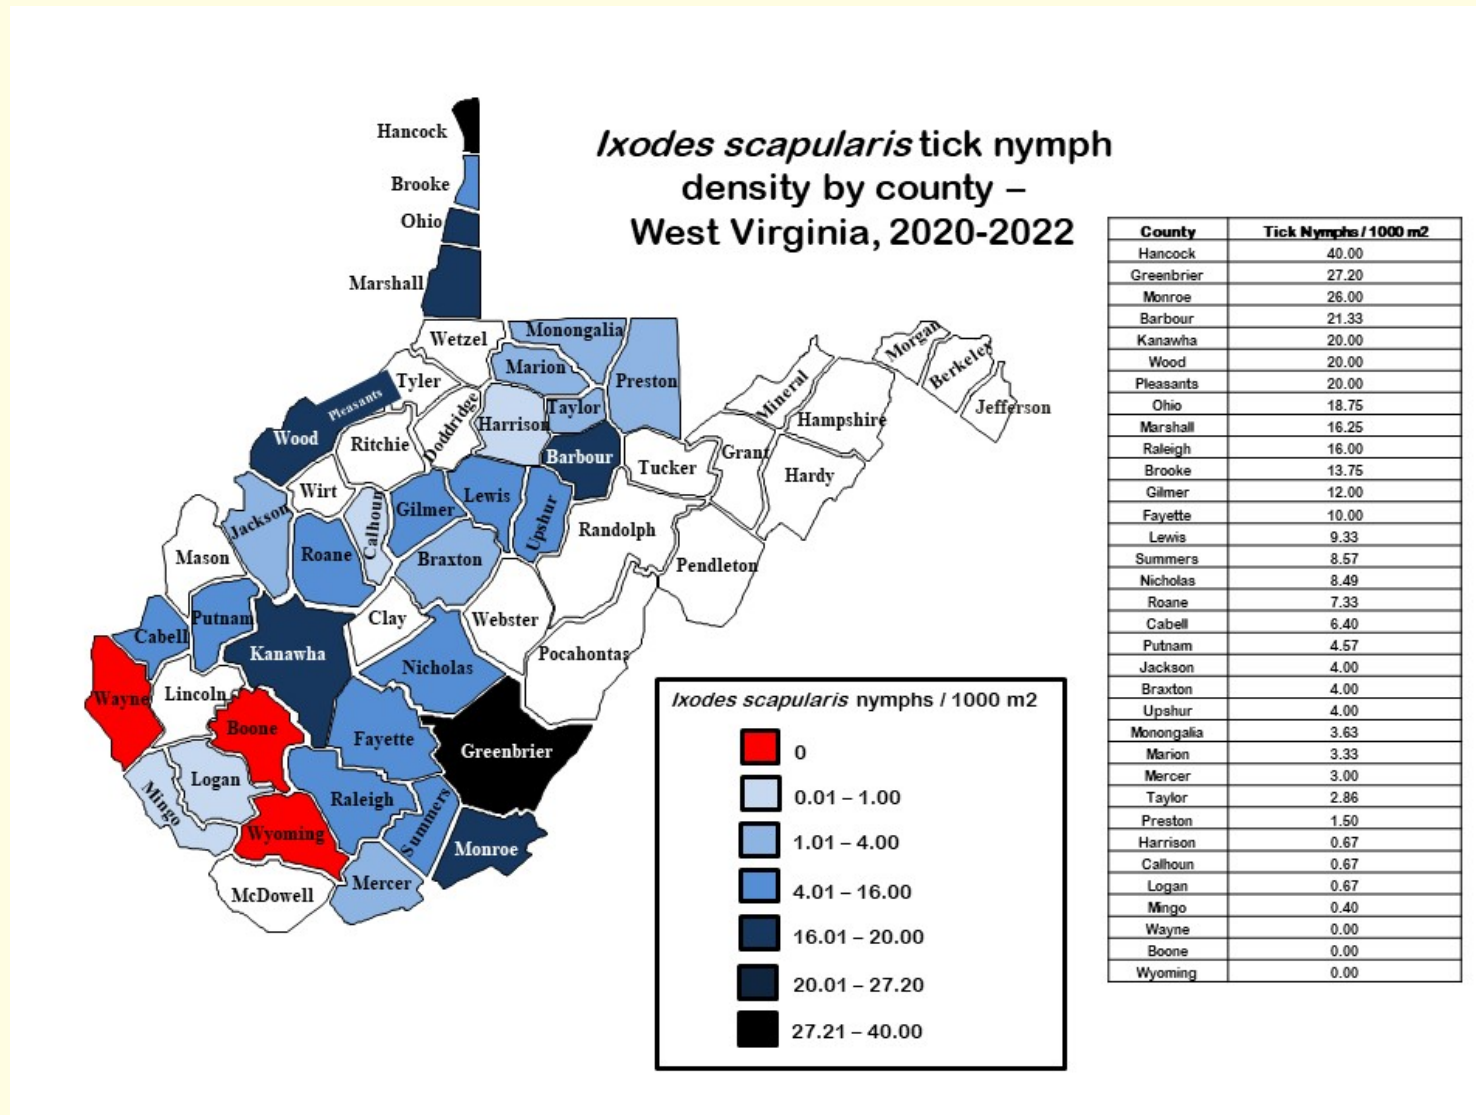 Ixodes scapularis tick nymph
density by county –
West Virginia, 2020-2022
Hancock
Brooke
Ohio
Marshall
Wetzel
Monongalia
Marion
Preston
Tyler
Pleasants
Doddridge
Harrison
Taylor
Wood
Ritchie
Barbour
Tucker
Grant
Mineral
Hampshire
Hardy
Morgan
Berkeley
Jefferson
Wirt
Jackson
Calhoun
Gilmer
Lewis
Upshur
Randolph
Pendleton
Mason
Roane
Braxton
Webster
Clay
Putnam
Cabell
Kanawha
Nicholas
Pocahontas
Wayne
Lincoln
Boone
Fayette
Greenbrier
Logan
Mingo
Raleigh
Summers
Wyoming
Monroe
Mercer
McDowell
Ixodes scapularis nymphs / 1000 m2
0
0.01 – 1.00
1.01 – 4.00
4.01 – 16.00
16.01 – 20.00
20.01 – 27.20
27.21 – 40.00
County Tick Nymphs / 1000 m2
Hancock 40.00
Greenbrier 27.20
Monroe 26.00
Barbour 21.33
Kanawha 20.00
Wood 20.00
Pleasants 20.00
Ohio 18.75
Marshall 16.25
Raleigh 16.00
Brooke 13.75
Gilmer 12.00
Fayette 10.00
Lewis 9.33
Summers 8.57
Nicholas 8.49
Roane 7.33
Cabell 6.40
Putnam 4.57
Jackson 4.00
Braxton 4.00
Upshur 4.00
Monongalia 3.63
Marion 3.33
Mercer 3.00
Taylor 2.86
Preston 1.50
Harrison 0.67
Calhoun 0.67
Logan 0.67
Mingo 0.40
Wayne 0.00
Boone 0.00
Wyoming 0.00